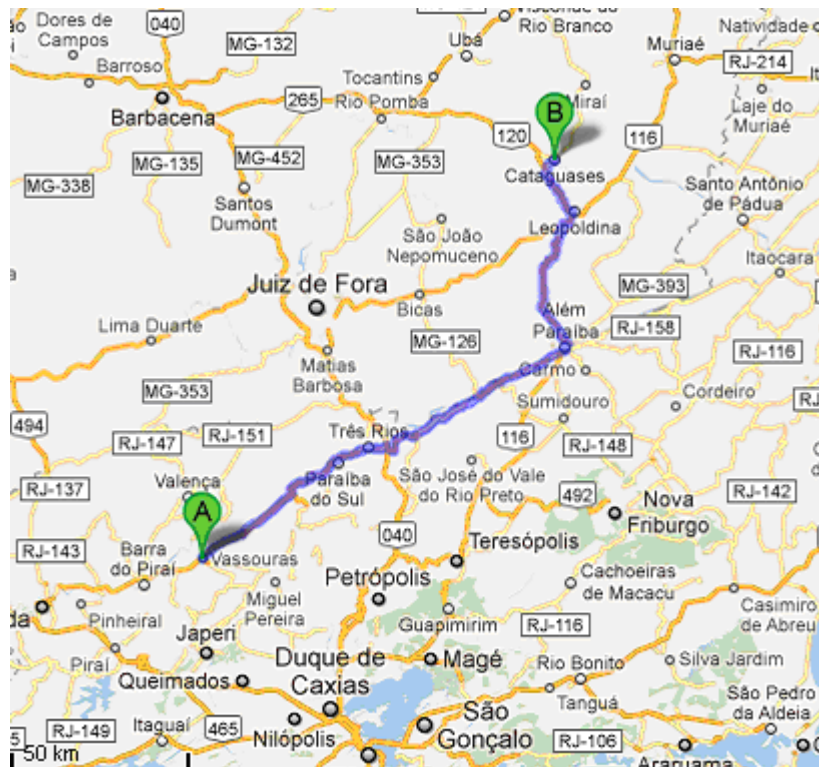 Dores de
Campos
040
MG-132
Visconde do
Rio Branco
Natividade
Ubá
Muriaé
RJ-214
Barroso
Tocantins
265
Rio Pomba
Miraí
Laje do
Muriaé
Barbacena
B
120
116
MG-452
MG-353
MG-135
MG-338
Cataguases
Santo Antônio
de Pádua
Santos
Dumont
São João
Nepomuceno
Leopoldina
Itaocara
Juiz de Fora
MG-393
Bicas
Além
Paraíba
RJ-158
Lima Duarte
MG-126
RJ-116
Matias
Barbosa
Carmo
MG-353
Cordeiro
Sumidouro
494
RJ-147
RJ-151
Três Rios
116
RJ-148
Paraíba
do Sul
São José do Vale
do Rio Preto
RJ-137
Valença
492
RJ-142
Nova
Friburgo
A
040
RJ-143
Barra
do Piraí
Vassouras
Teresópolis
Petrópolis
Cachoeiras
de Macacu
Miguel
Pereira
da
Pinheiral
Guapimirim
Casimiro
de Abreu
Japeri
RJ-116
Piraí
Duque de
Caxias
Magé
Rio Bonito
Silva Jardim
Queimados
Tanguá
São Pedro
da Aldeia
São
Gonçalo
RJ-149
Itaguaí
465
Nilópolis
RJ-106
50 km
Araruama